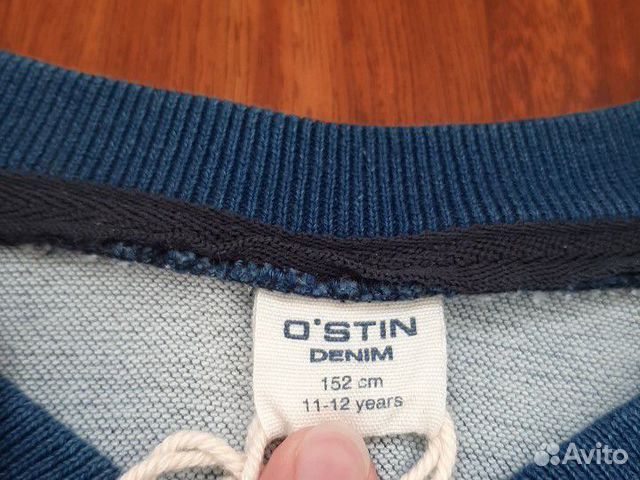 O'STIN
DENIM
152 cm
11-12 years
Avito